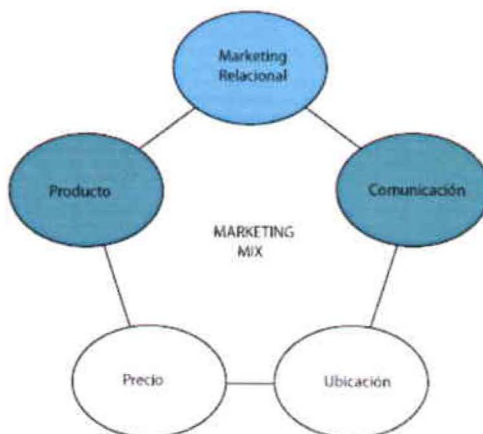 Marketing
Relacional
Producto
Comunicación
MARKETING
MIX
Precio
Ubicación